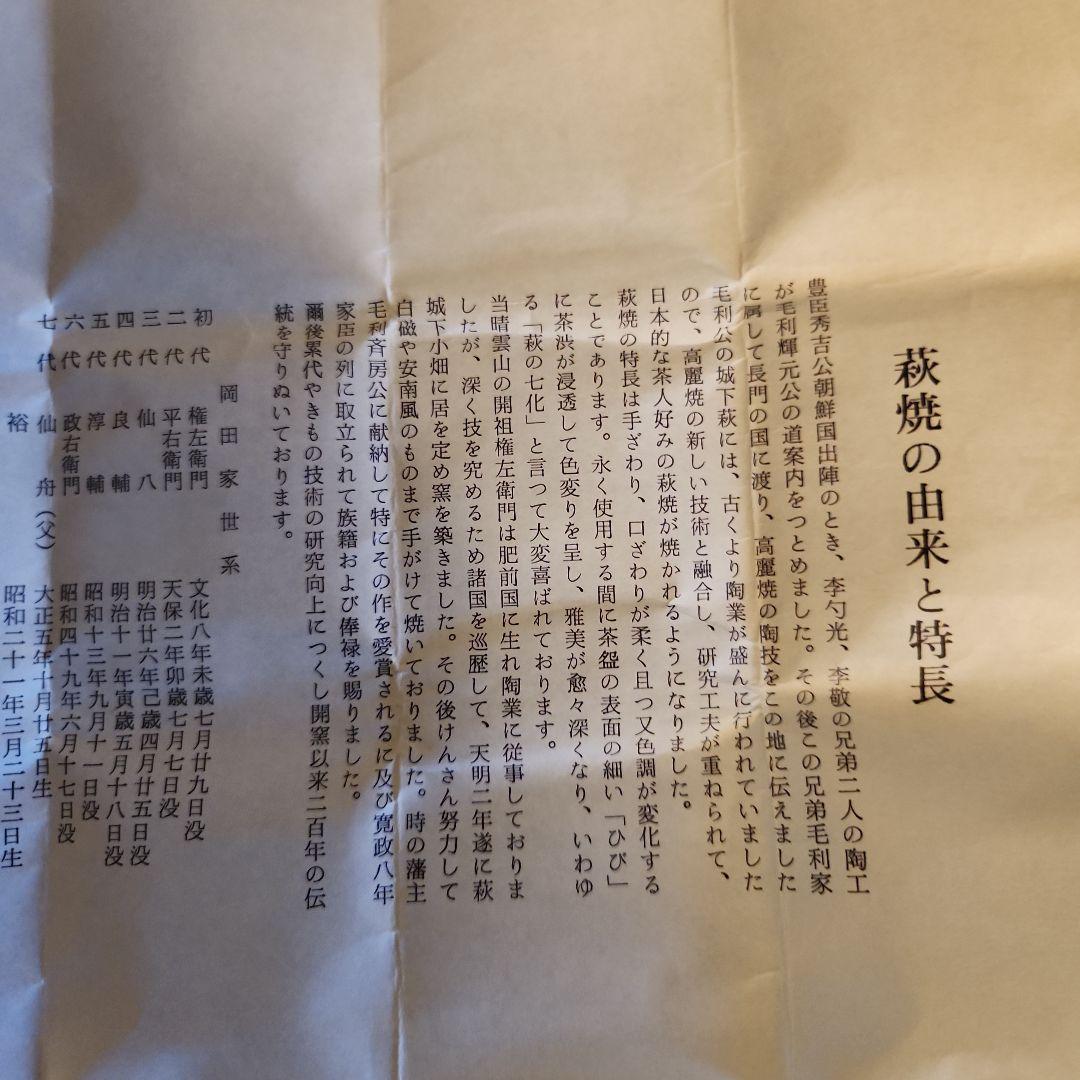 萩焼の由来と特長
豊臣秀吉公朝鮮国出陣のとき、李勺光、李敬の兄弟二人の陶工
が毛利輝元公の道案内をつとめました。その後この兄弟毛利家
に属して長門の国に渡り、高麗焼の陶技をこの地に伝えました
毛利公の城下萩には、古くより陶業が盛んに行われていました
ので、高麗焼の新しい技術と融合し、研究工夫が重ねられて、
日本的な茶人好みの萩焼が焼かれるようになりました。
萩焼の特長は手ざわり、口ざわりが柔く且つ又色調が変化する
ことであります。永く使用する間に茶盌の表面の細い「ひび」
に茶渋が浸透して色変りを呈し、雅美が愈々深くなり、いわゆ
る「萩の七化」と言つて大変喜ばれております。
当晴雲山の開祖権左衛門は肥前国に生れ陶業に従事しておりま
したが、深く技を究めるため諸国を巡歴して、天明二年遂に萩
城下小畑に居を定め窯を築きました。その後けんさん努力して
白磁や安南風のものまで手がけて焼いておりました。時の藩主
毛利斉房公に献納して特にその作を愛賞されるに及び寛政八年
家臣の列に取立られて族籍および俸禄を賜りました。
爾後累代やきもの技術の研究向上につくし開窯以来二百年の伝
統を守りぬいております。
岡田家世系
初代 権左衛門 文化八年未歳七月廿九日没
二代 平右衛門 天保二年卯歳七月七日没
三代 仙八 明治廿六年己歳四月廿五日没
四代 良輔 明治十一年寅歳五月十八日没
五代 淳輔 昭和十三年九月十一日没
六代 政右衛門 昭和四十九年六月十七日没
七代 仙舟（父） 大正五年十月廿五日生
裕 昭和二十一年三月二十三日生